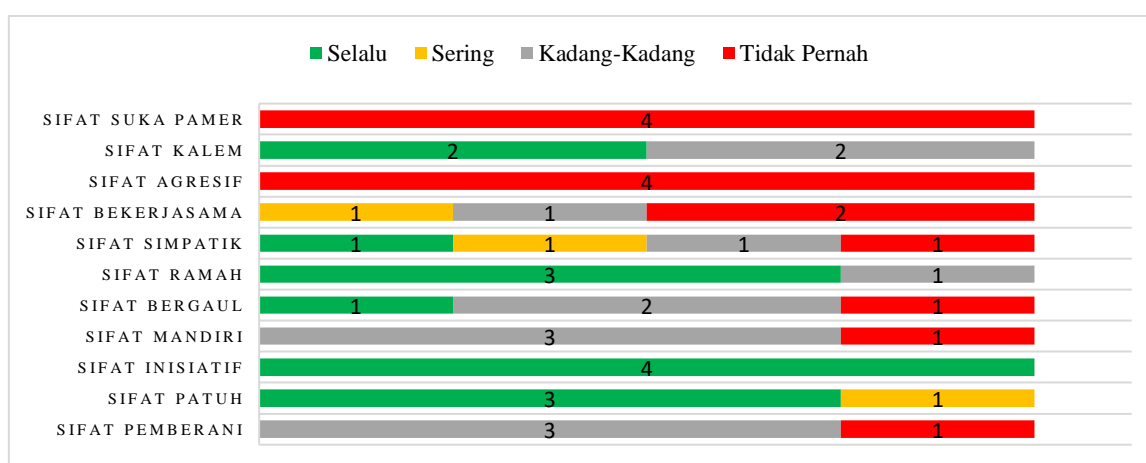 Selalu Sering Kadang-Kadang Tidak Pernah
SIFAT SUKA PAMER 4
SIFAT KALEM 2 2
SIFAT AGRESIF 4
SIFAT BEKERJASAMA 1 1 2
SIFAT SIMPATIK 1 1 1 1
SIFAT RAMAH 3 1
SIFAT BERGAUL 1 2 1
SIFAT MANDIRI 3 1
SIFAT INISIATIF 4
SIFAT PATUH 3 1
SIFAT PEMBERANI 3 1